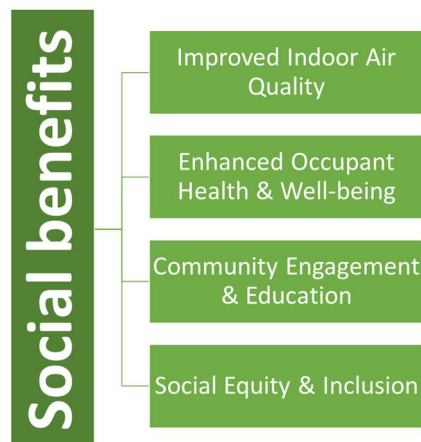 Social benefits
Improved Indoor Air
Quality
Enhanced Occupant
Health & Well-being
Community Engagement
& Education
Social Equity & Inclusion